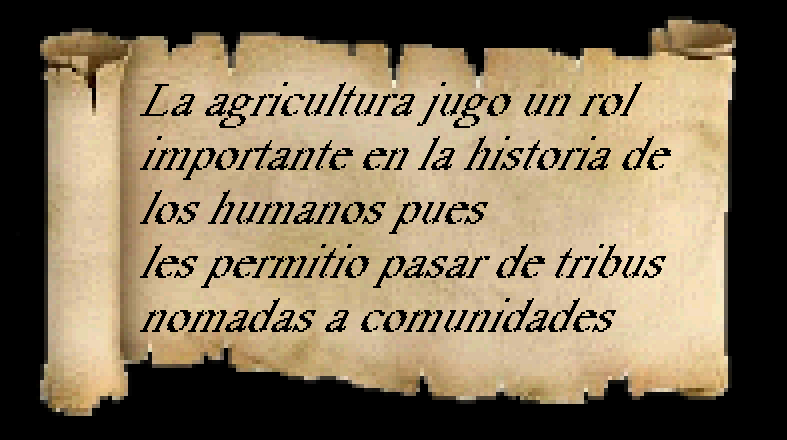 La agricultura jugo un rol
importante en la historia de
los humanos pues
les permitio pasar de tribus
nomadas a comunidades